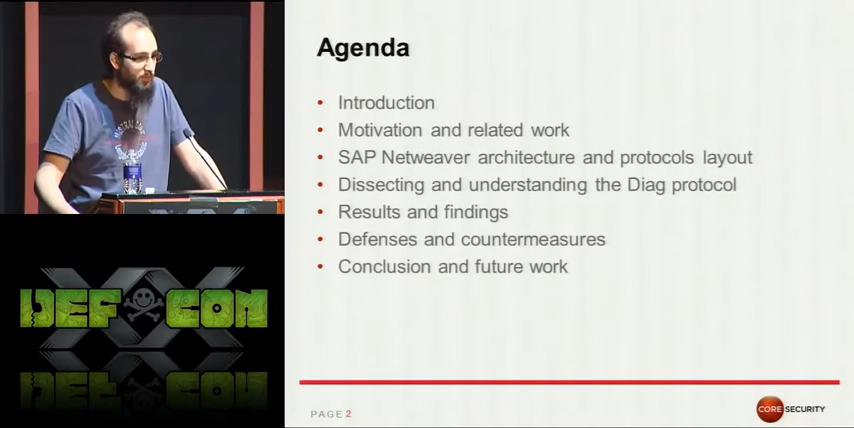 Agenda
• Introduction
• Motivation and related work
• SAP Netweaver architecture and protocols layout
• Dissecting and understanding the Diag protocol
• Results and findings
• Defenses and countermeasures
• Conclusion and future work
DEF CON
XX
PAGE 2
CORE SECURITY